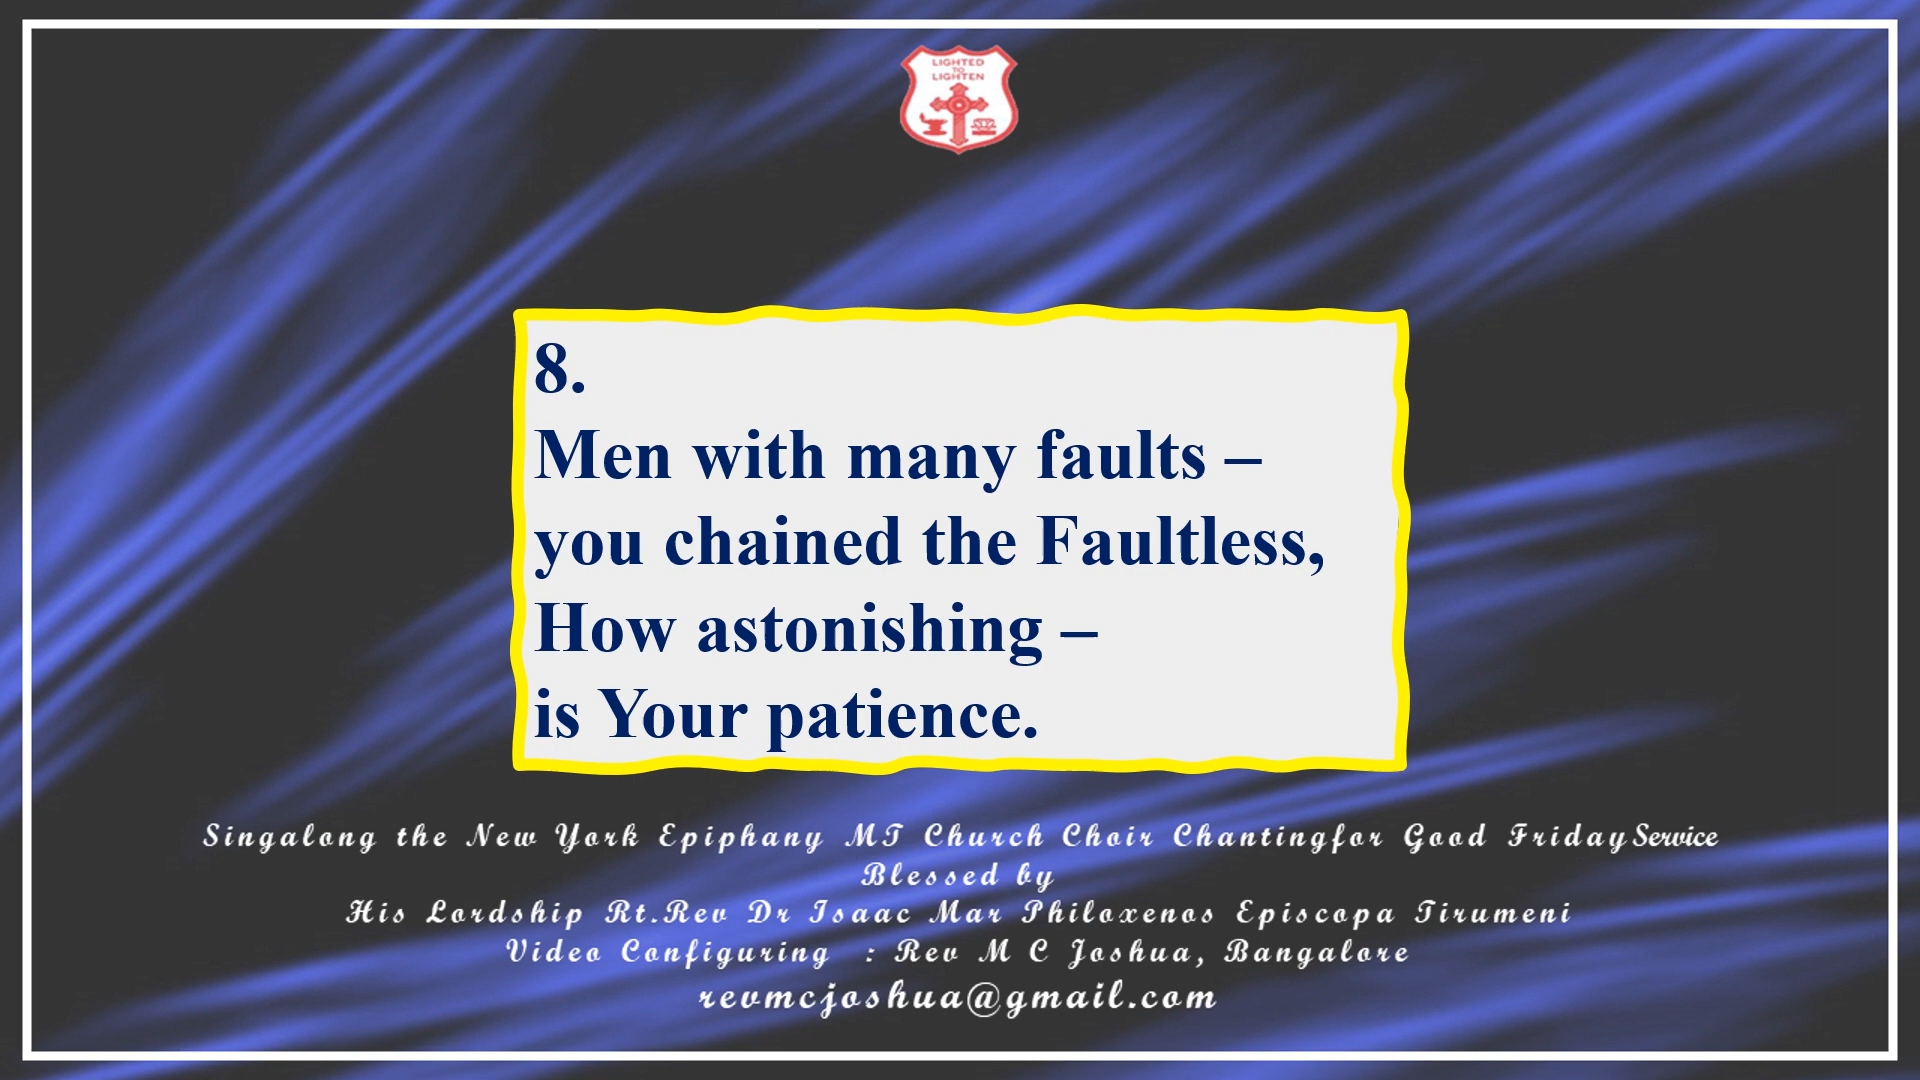 LIGHTED
TO
LIGHTEN
8.
Men with many faults –
you chained the Faultless,
How astonishing –
is Your patience.
Singalong the New York Epiphany MT Church Choir Chantingfor Good Friday Service
Blessed by
His Lordship Rt.Rev Dr Isaac Mar Philoxenos Episcopa Tirumeni
Video Configuring : Rev M C Joshua, Bangalore
revmcjoshua@gmail.com